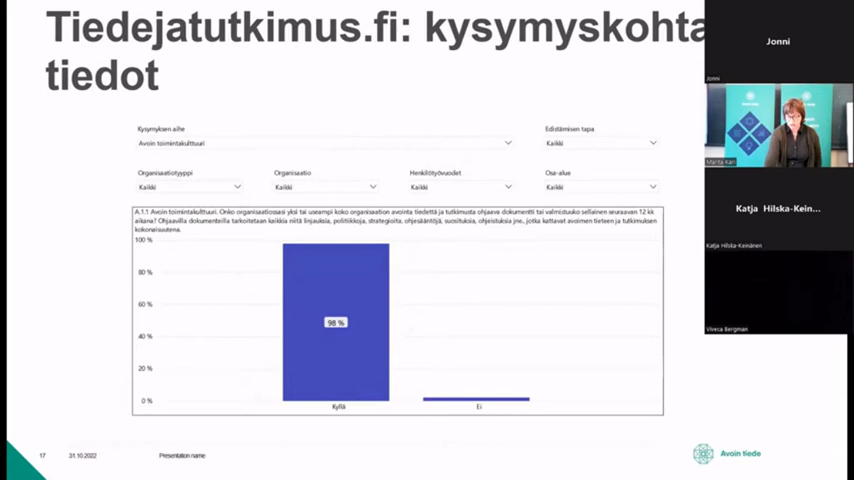 Tiedejatutkimus.fi: kysymyskohta
tiedot
Kysymyksen aihe
Edistämisen tapa
Avoin toimintakulttuuri
Kaikki
Organisaatiotyyppi
Organisaatio
Henkilötyövuodet
Osa-alue
Kaikki
Kaikki
Kaikki
Kaikki
A.1.1 Avoin toimintakulttuuri. Onko organisaatiossasi yksi tai useampi koko organisaation avointa tiedettä ja tutkimusta ohjaava dokumentti tai valmistuuko sellainen seuraavan 12 kk
aikana? Ohjaavilla dokumenteilla tarkoitetaan kaikkia niitä linjauksia, politiikkoja, strategioita, ohjesääntöjä, suosituksia, ohjeistuksia jne., jotka kattavat avoimen tieteen ja tutkimuksen
kokonaisuutena.
100 %
80 %
60 %
40 %
20 %
0 %
98 %
Kyllä
Ei
17
31.10.2022
Presentation name
Avoin tiede
Jonni
Jonni
Marita Kari
Katja Hilska-Kein...
Katja Hilska-Keinänen
Viveca Bergman